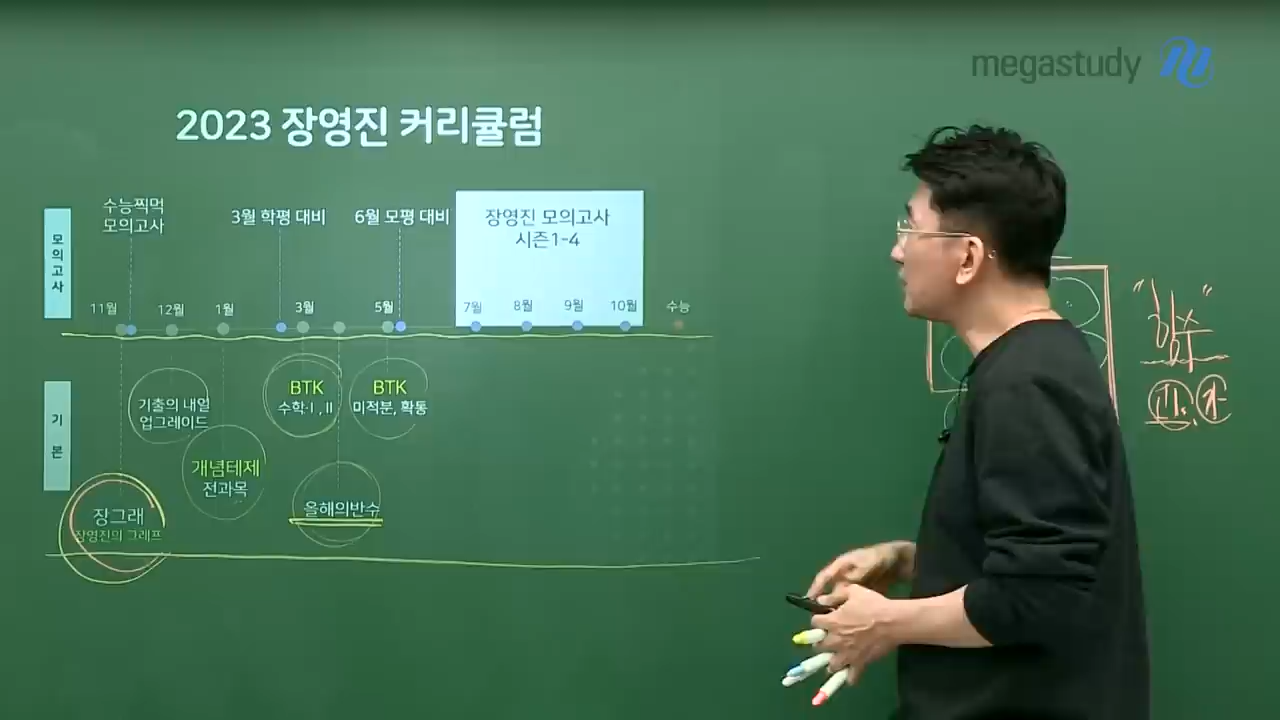 megastudy
2023 장영진 커리큘럼
모의고사
수능찍먹
모의고사
3월 학평 대비
6월 모평 대비
장영진 모의고사
시즌1-4
11월
12월
1월
3월
5월
7월
8월
9월
10월
수능
기본
기출의 내일
업그레이드
BTK
수학·I , II
BTK
미적분, 확통
개념테제
전과목
장그래
장영진의 그래프
올해의반수
"함수"